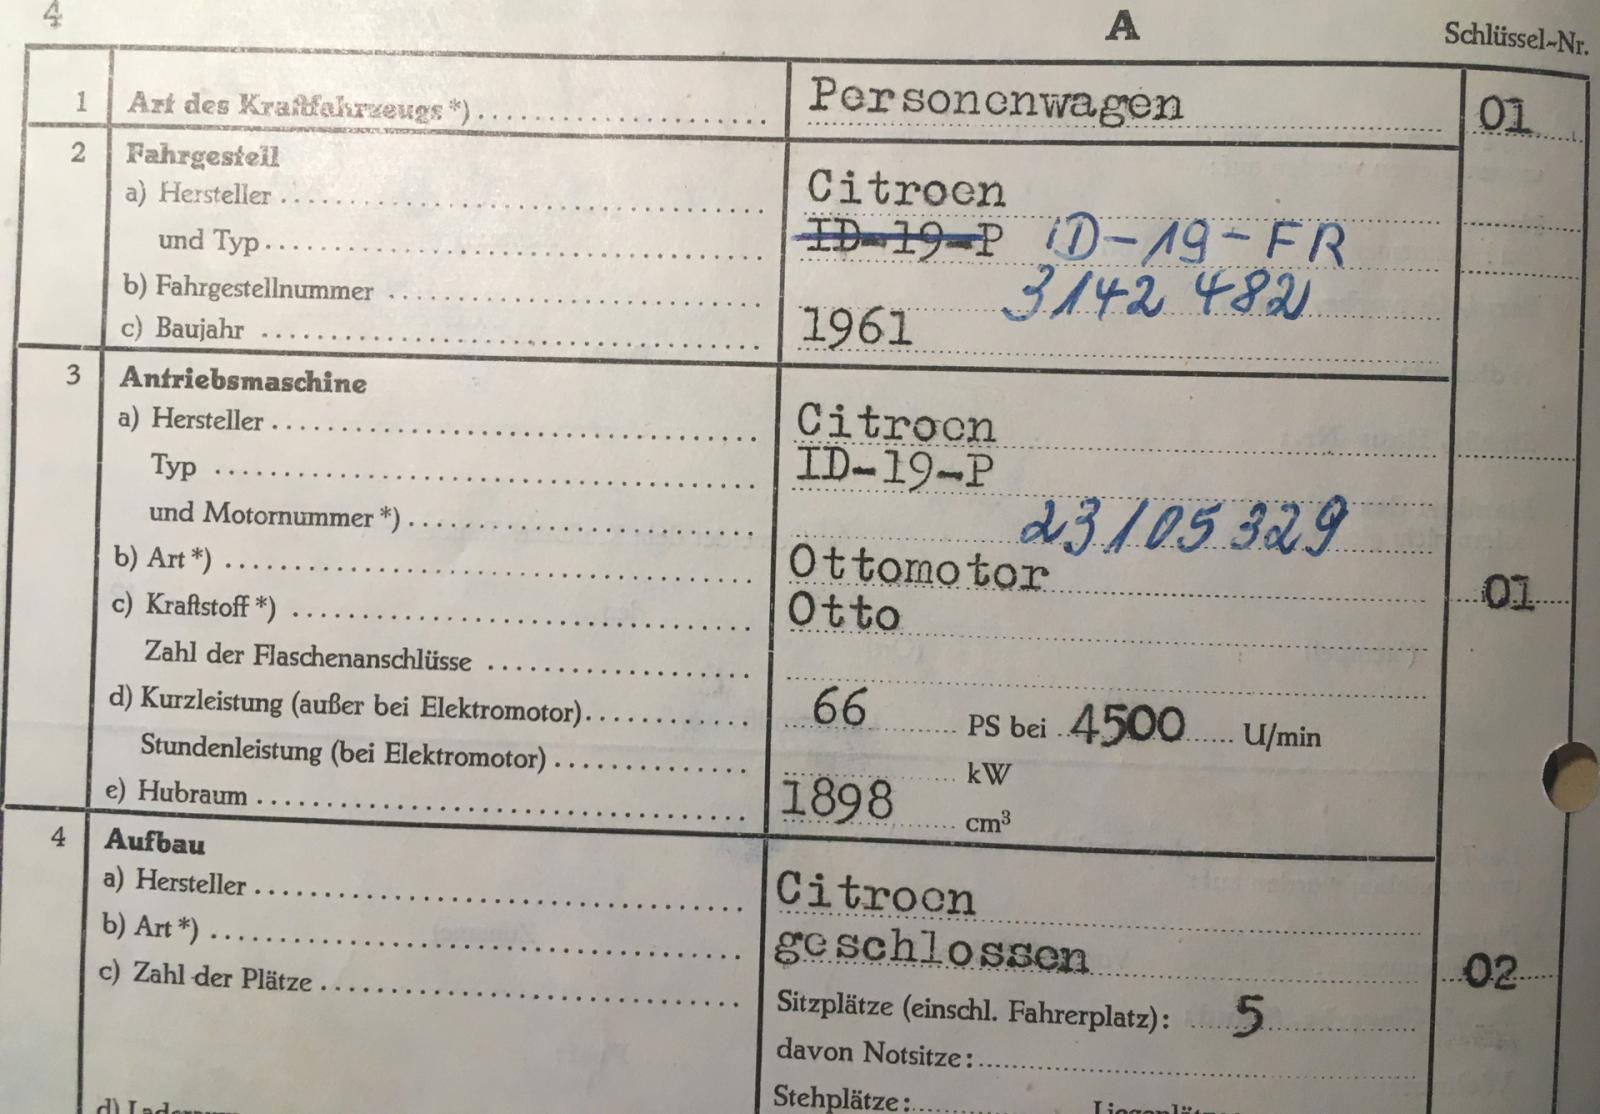 4
A Schlüssel-Nr.
1 Art des Kraftfahrzeugs *) Personenwagen 01
2 Fahrgestell
a) Hersteller Citroen
und Typ ID-19-P ID-19-FR
b) Fahrgestellnummer 3142 482
c) Baujahr 1961
3 Antriebsmaschine
a) Hersteller Citroen
Typ ID-19-P
und Motornummer *) 23105329
b) Art *) Ottomotor 01
c) Kraftstoff *) Otto
Zahl der Flaschenanschlüsse
d) Kurzleistung (außer bei Elektromotor) 66 PS bei 4500 U/min
Stundenleistung (bei Elektromotor) kW
e) Hubraum 1898 cm³
4 Aufbau
a) Hersteller Citroen
b) Art *) geschlossen 02
c) Zahl der Plätze Sitzplätze (einschl. Fahrerplatz): 5
davon Notsitze:
Stehplätze:
d)